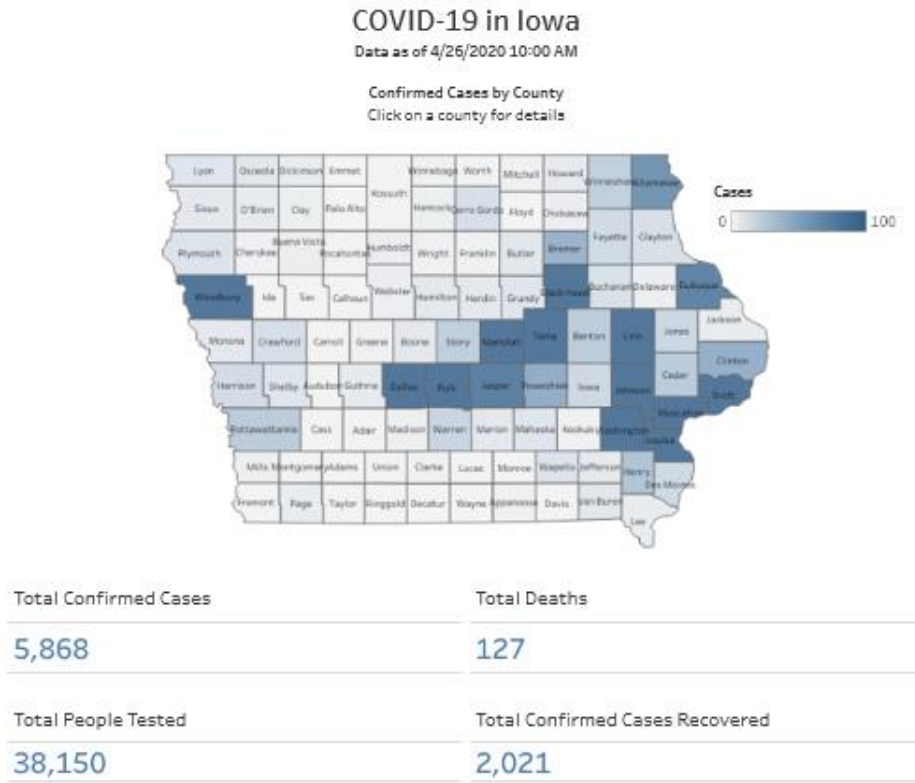 COVID-19 in Iowa
Data as of 4/26/2020 10:00 AM
Confirmed Cases by County
Click on a county for details
Cases
0 100
Lyon Osceola Dickinson Emmet Winnebago Worth Mitchell Howard
Kossuth
Sioux O'Brien Clay Palo Alto Hancock Floyd Chickasaw
Fayette Clayton
Plymouth Cherokee Buena Vista Pocahontas Humboldt Wright Franklin Butler Bremer
Woodbury Ida Sac Calhoun Webster Hamilton Hardin Grundy Black Hawk Buchanan Delaware Dubuque
Jackson
Monona Crawford Carroll Greene Boone Story Marshall Tama Benton Linn Jones
Clinton
Cedar
Harrison Shelby Audubon Guthrie Dallas Polk Jasper Poweshiek Iowa Johnson Scott
Muscatine
Pottawattamie Cass Adair Madison Warren Marion Mahaska Keokuk Washington Louisa
Mills Montgomery Adams Union Clarke Lucas Monroe Wapello Jefferson Henry
Des Moines
Fremont Page Taylor Ringgold Decatur Wayne Appanoose Davis Van Buren
Lee
Total Confirmed Cases
5,868
Total Deaths
127
Total People Tested
38,150
Total Confirmed Cases Recovered
2,021